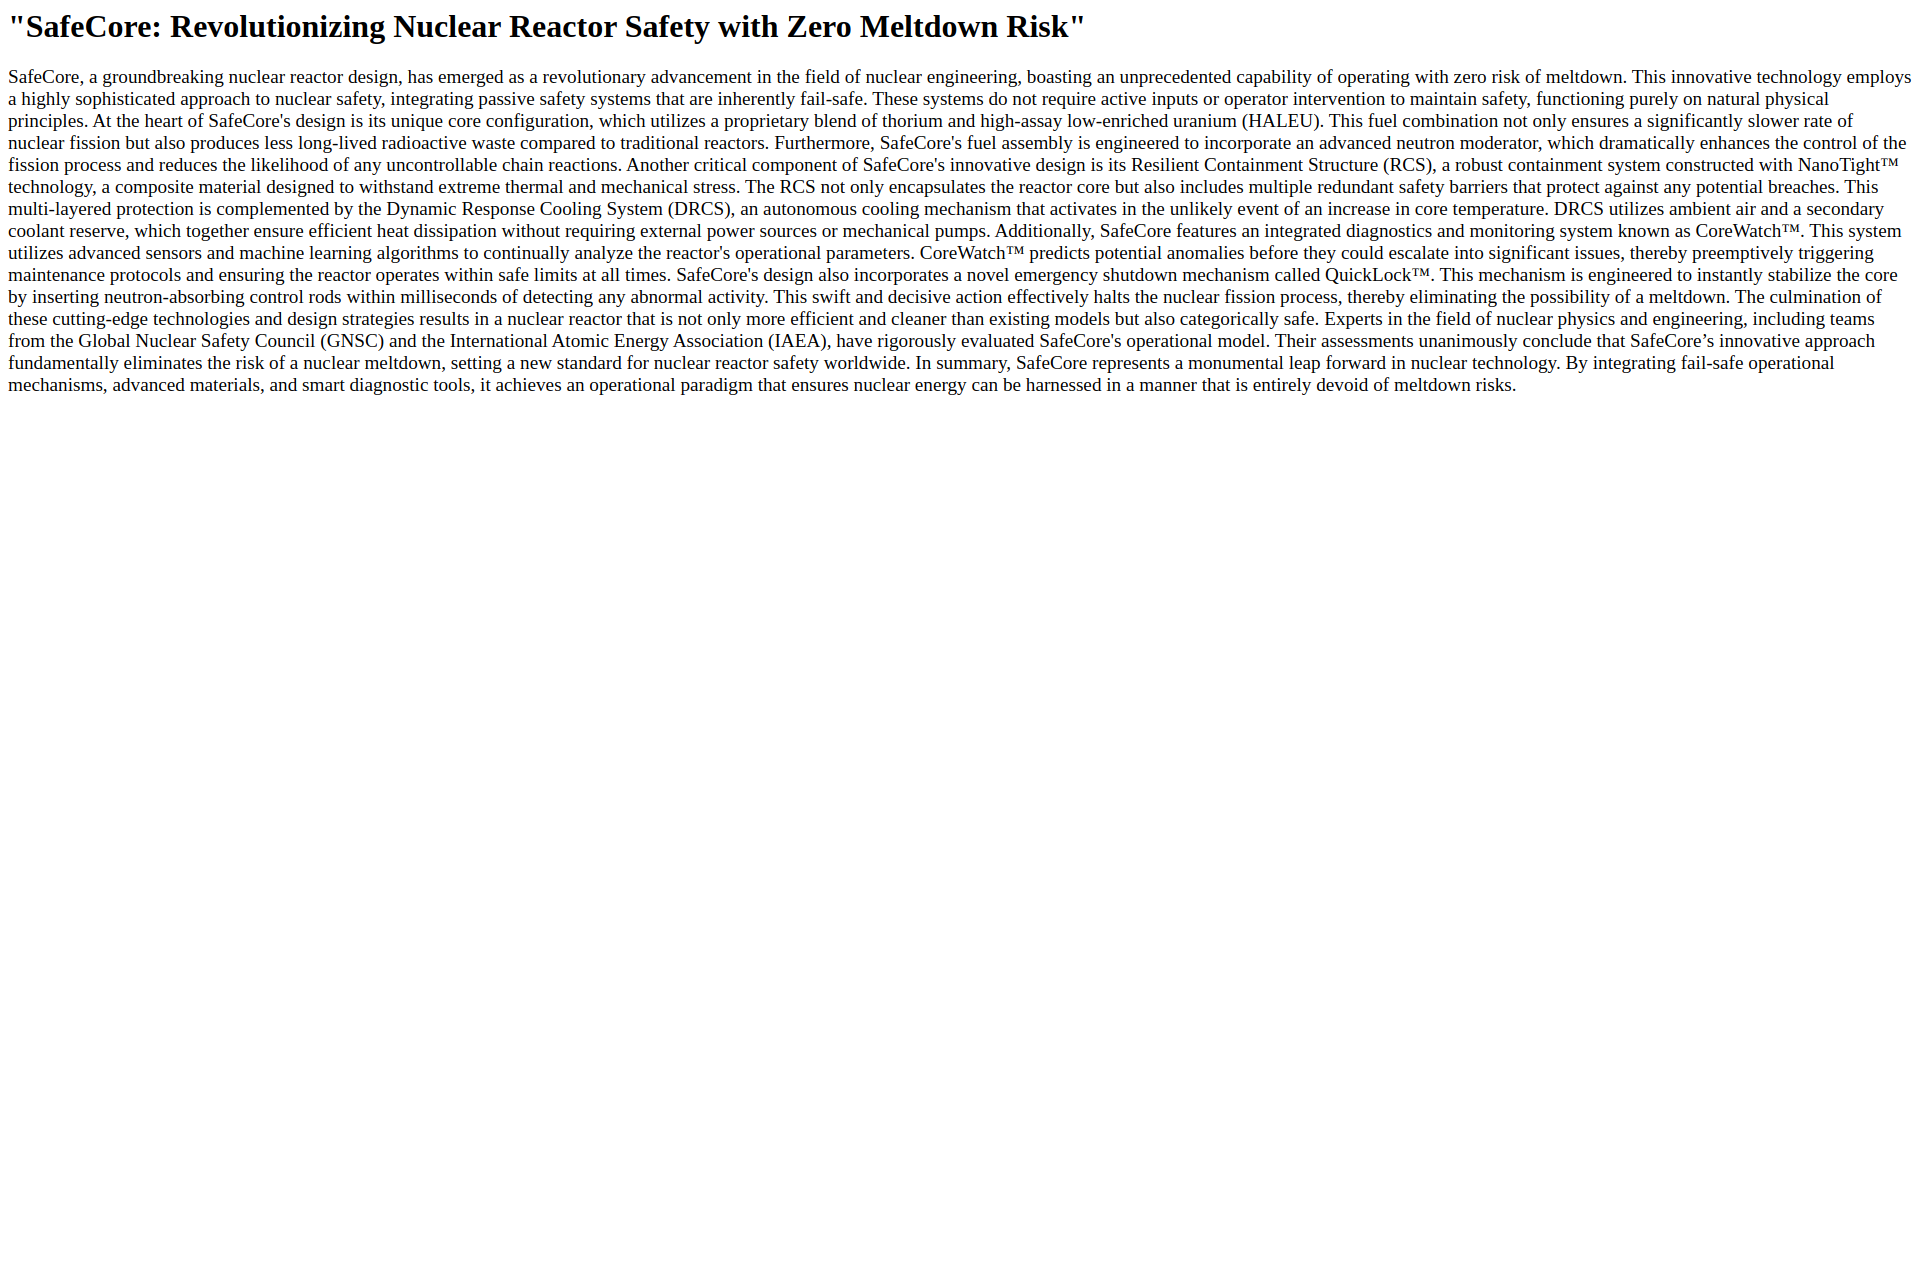 "SafeCore: Revolutionizing Nuclear Reactor Safety with Zero Meltdown Risk"
SafeCore, a groundbreaking nuclear reactor design, has emerged as a revolutionary advancement in the field of nuclear engineering, boasting an unprecedented capability of operating with zero risk of meltdown. This innovative technology employs
a highly sophisticated approach to nuclear safety, integrating passive safety systems that are inherently fail-safe. These systems do not require active inputs or operator intervention to maintain safety, functioning purely on natural physical
principles. At the heart of SafeCore's design is its unique core configuration, which utilizes a proprietary blend of thorium and high-assay low-enriched uranium (HALEU). This fuel combination not only ensures a significantly slower rate of
nuclear fission but also produces less long-lived radioactive waste compared to traditional reactors. Furthermore, SafeCore's fuel assembly is engineered to incorporate an advanced neutron moderator, which dramatically enhances the control of the
fission process and reduces the likelihood of any uncontrollable chain reactions. Another critical component of SafeCore's innovative design is its Resilient Containment Structure (RCS), a robust containment system constructed with NanoTight™
technology, a composite material designed to withstand extreme thermal and mechanical stress. The RCS not only encapsulates the reactor core but also includes multiple redundant safety barriers that protect against any potential breaches. This
multi-layered protection is complemented by the Dynamic Response Cooling System (DRCS), an autonomous cooling mechanism that activates in the unlikely event of an increase in core temperature. DRCS utilizes ambient air and a secondary
coolant reserve, which together ensure efficient heat dissipation without requiring external power sources or mechanical pumps. Additionally, SafeCore features an integrated diagnostics and monitoring system known as CoreWatch™. This system
utilizes advanced sensors and machine learning algorithms to continually analyze the reactor's operational parameters. CoreWatch™ predicts potential anomalies before they could escalate into significant issues, thereby preemptively triggering
maintenance protocols and ensuring the reactor operates within safe limits at all times. SafeCore's design also incorporates a novel emergency shutdown mechanism called QuickLock™. This mechanism is engineered to instantly stabilize the core
by inserting neutron-absorbing control rods within milliseconds of detecting any abnormal activity. This swift and decisive action effectively halts the nuclear fission process, thereby eliminating the possibility of a meltdown. The culmination of
these cutting-edge technologies and design strategies results in a nuclear reactor that is not only more efficient and cleaner than existing models but also categorically safe. Experts in the field of nuclear physics and engineering, including teams
from the Global Nuclear Safety Council (GNSC) and the International Atomic Energy Association (IAEA), have rigorously evaluated SafeCore's operational model. Their assessments unanimously conclude that SafeCore’s innovative approach
fundamentally eliminates the risk of a nuclear meltdown, setting a new standard for nuclear reactor safety worldwide. In summary, SafeCore represents a monumental leap forward in nuclear technology. By integrating fail-safe operational
mechanisms, advanced materials, and smart diagnostic tools, it achieves an operational paradigm that ensures nuclear energy can be harnessed in a manner that is entirely devoid of meltdown risks.